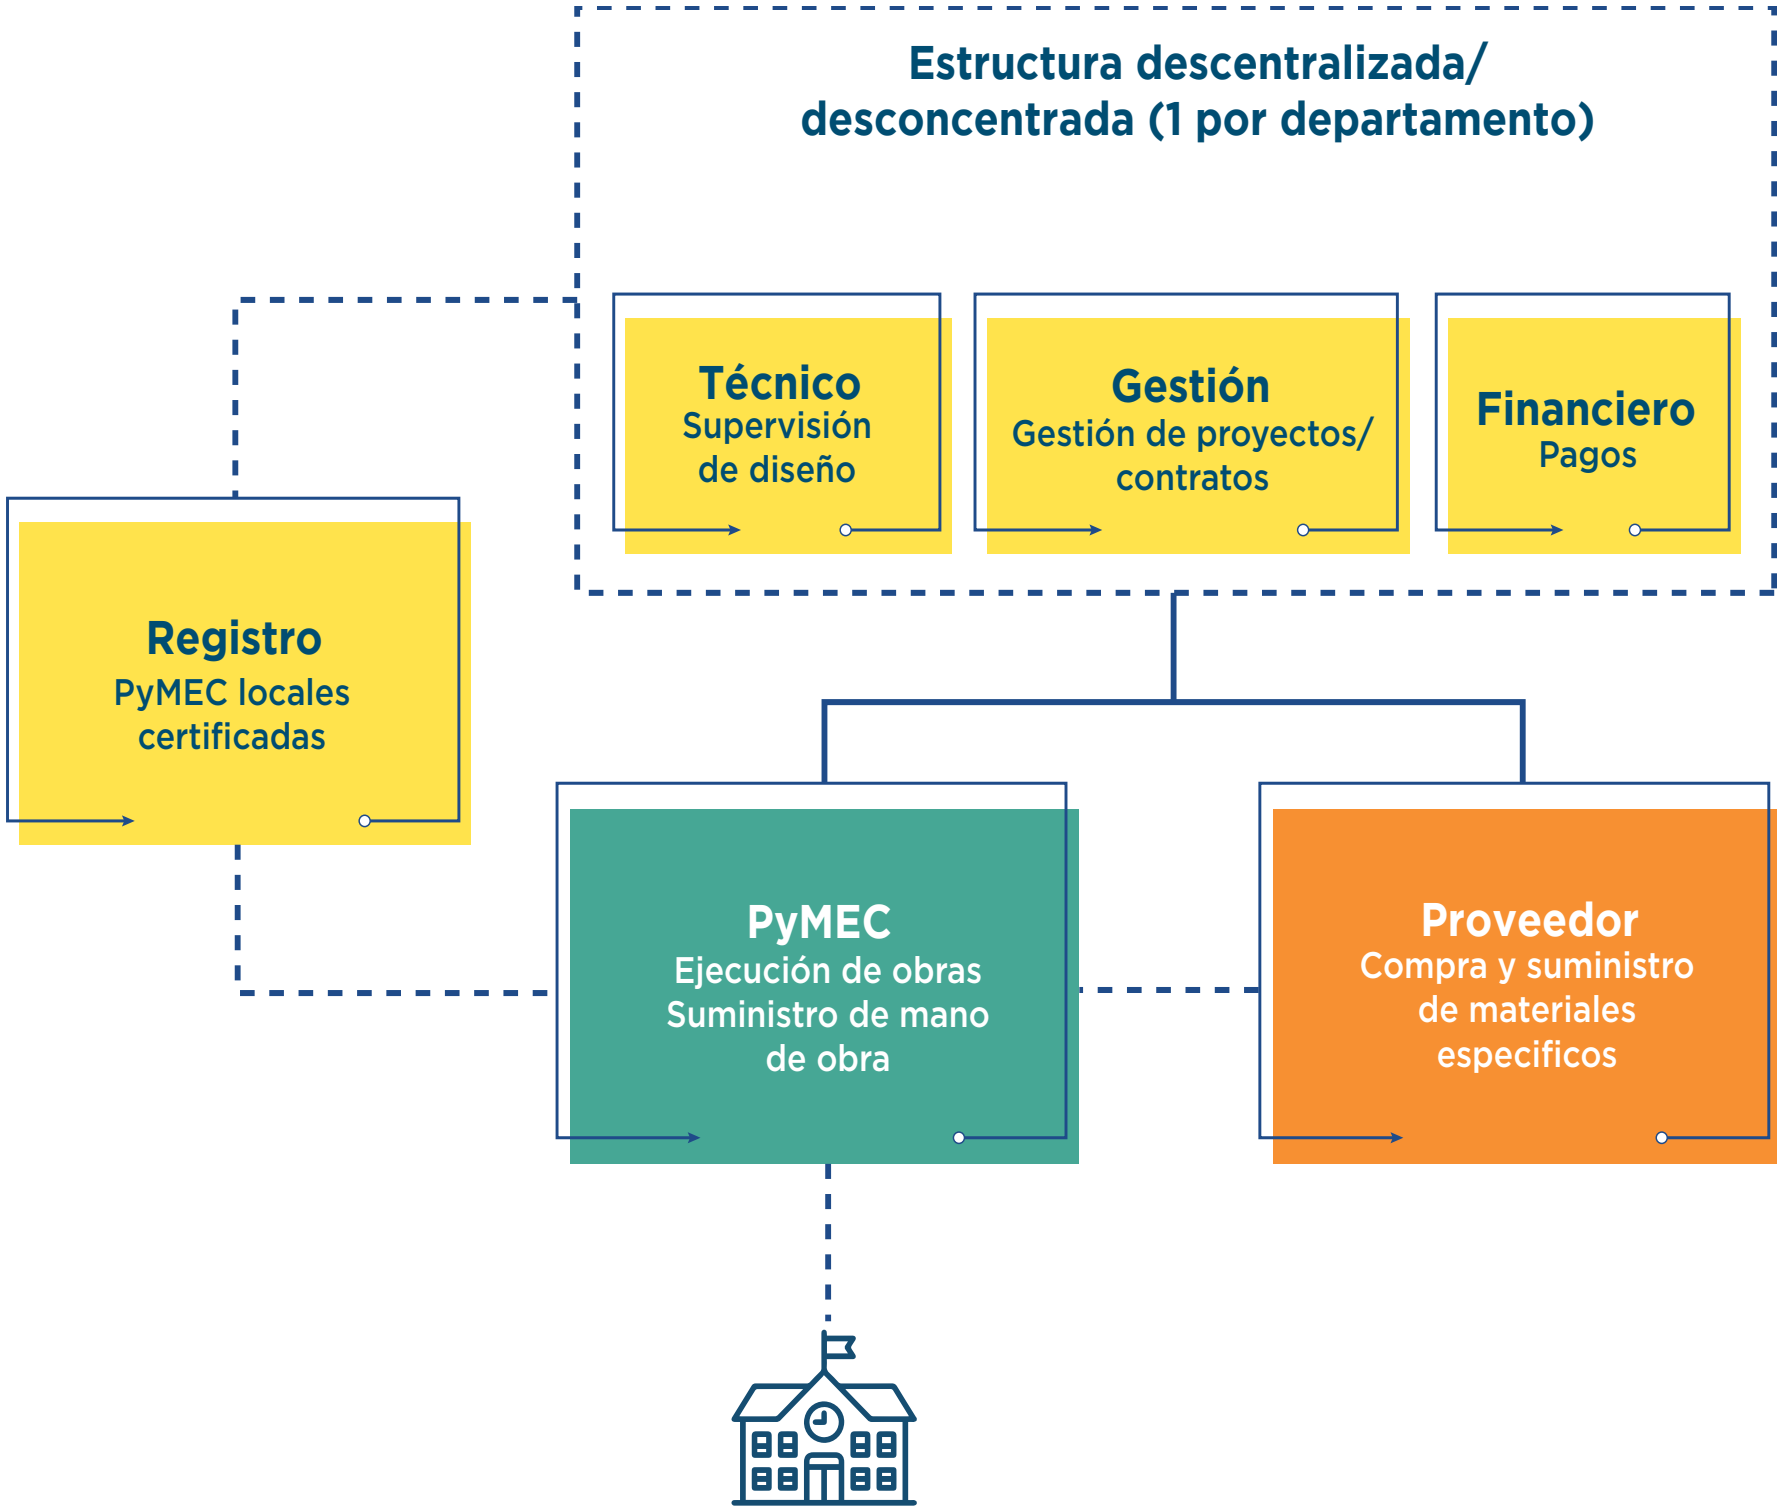 Estructura descentralizada/
desconcentrada (1 por departamento)
Técnico
Supervisión
de diseño
Gestión
Gestión de proyectos/
contratos
Financiero
Pagos
Registro
PyMEC locales
certificadas
PyMEC
Ejecución de obras
Suministro de mano
de obra
Proveedor
Compra y suministro
de materiales
especificos